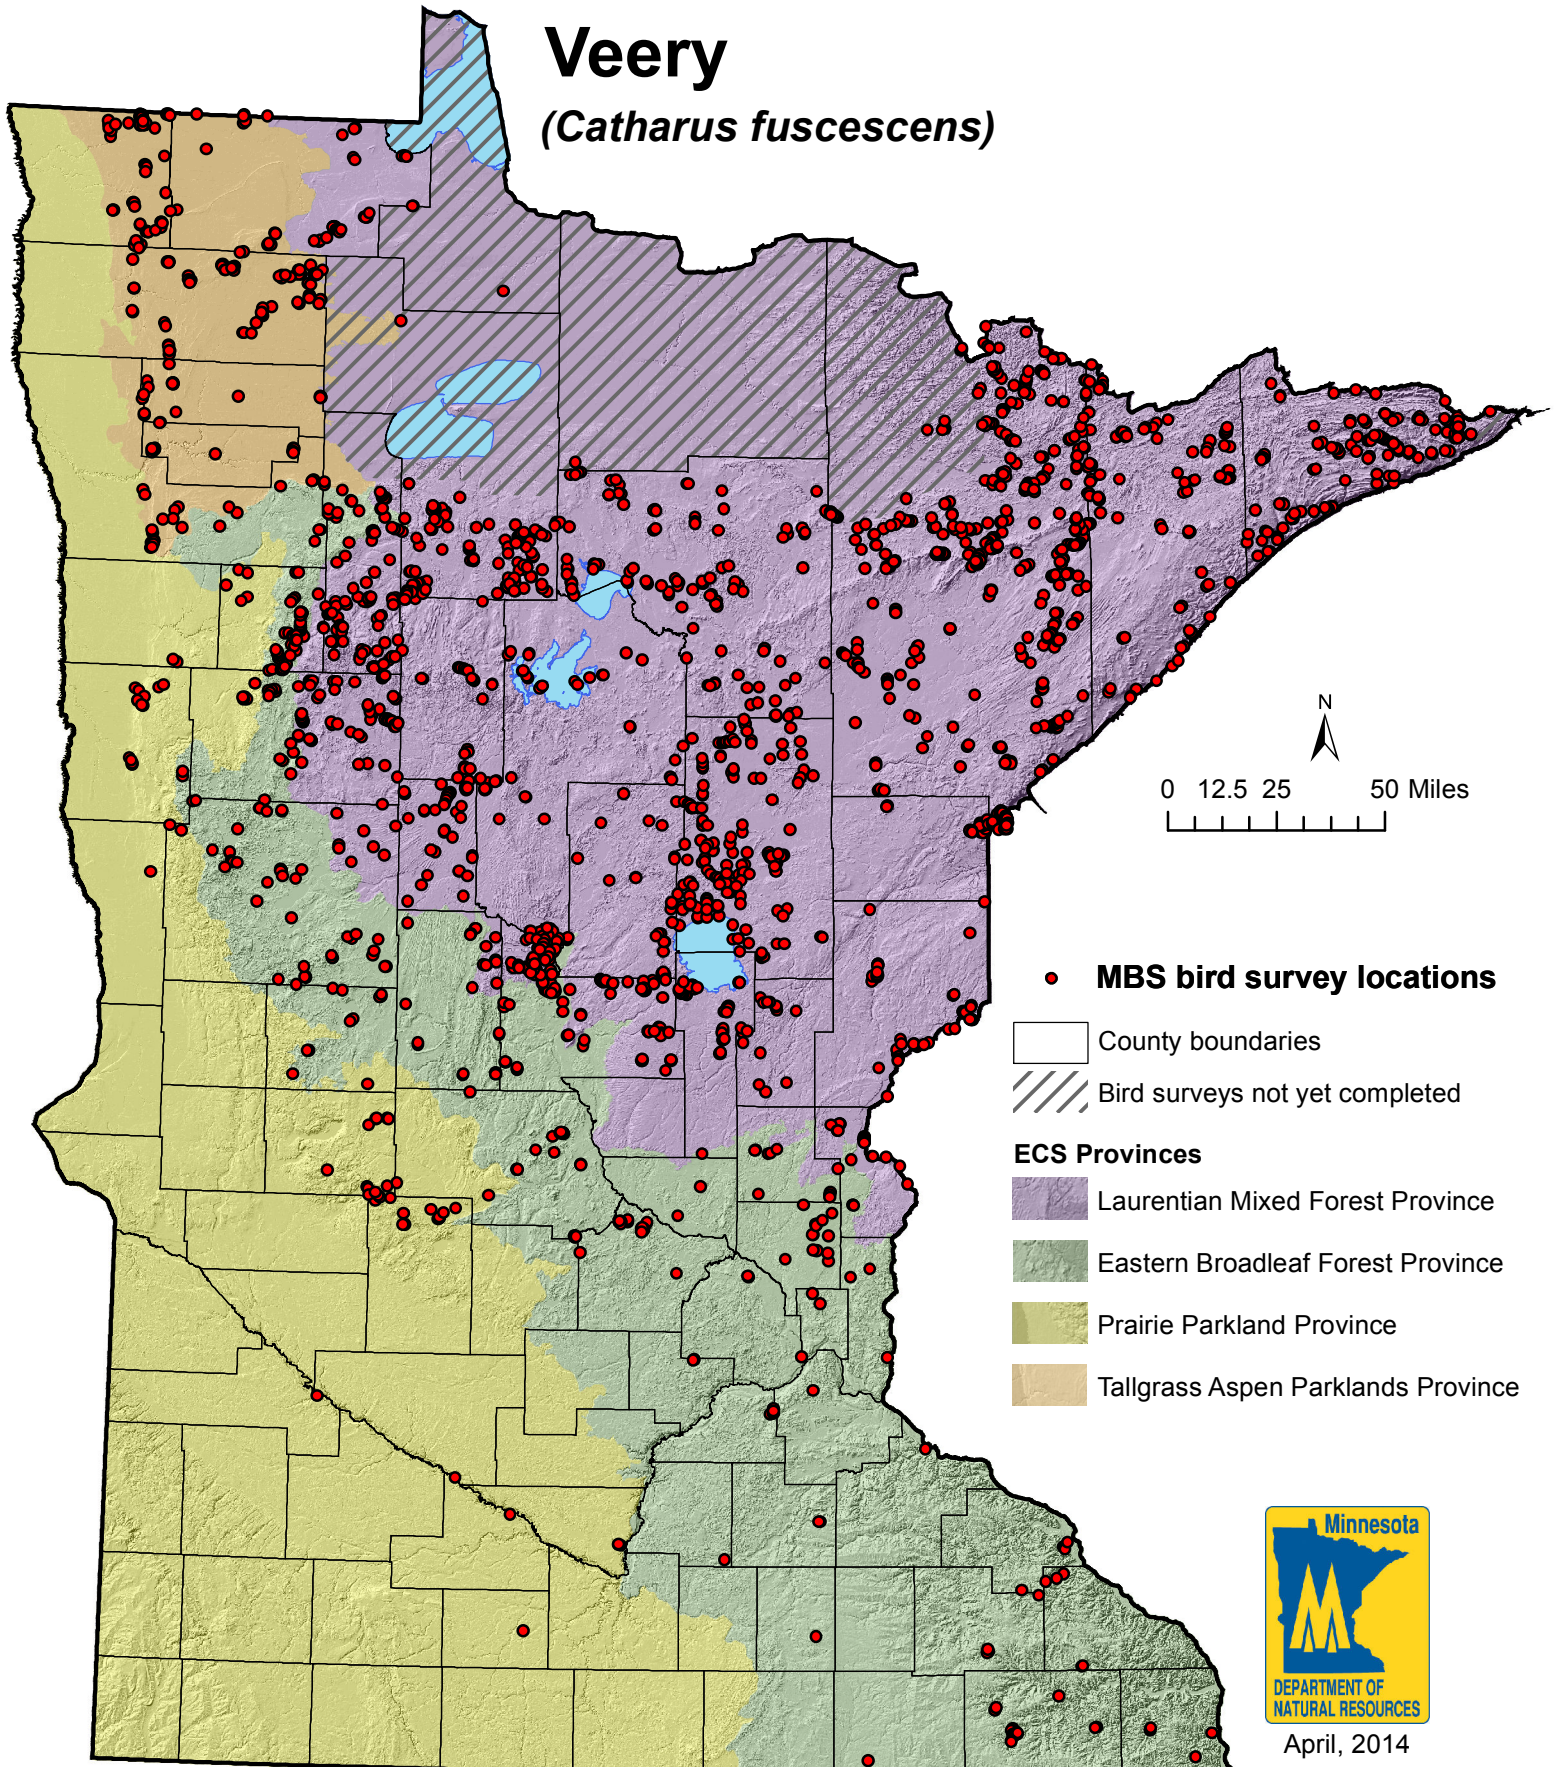 Veery
(Catharus fuscescens)
N
0 12.5 25 50 Miles
MBS bird survey locations
County boundaries
Bird surveys not yet completed
ECS Provinces
Laurentian Mixed Forest Province
Eastern Broadleaf Forest Province
Prairie Parkland Province
Tallgrass Aspen Parklands Province
Minnesota
DEPARTMENT OF
NATURAL RESOURCES
April, 2014